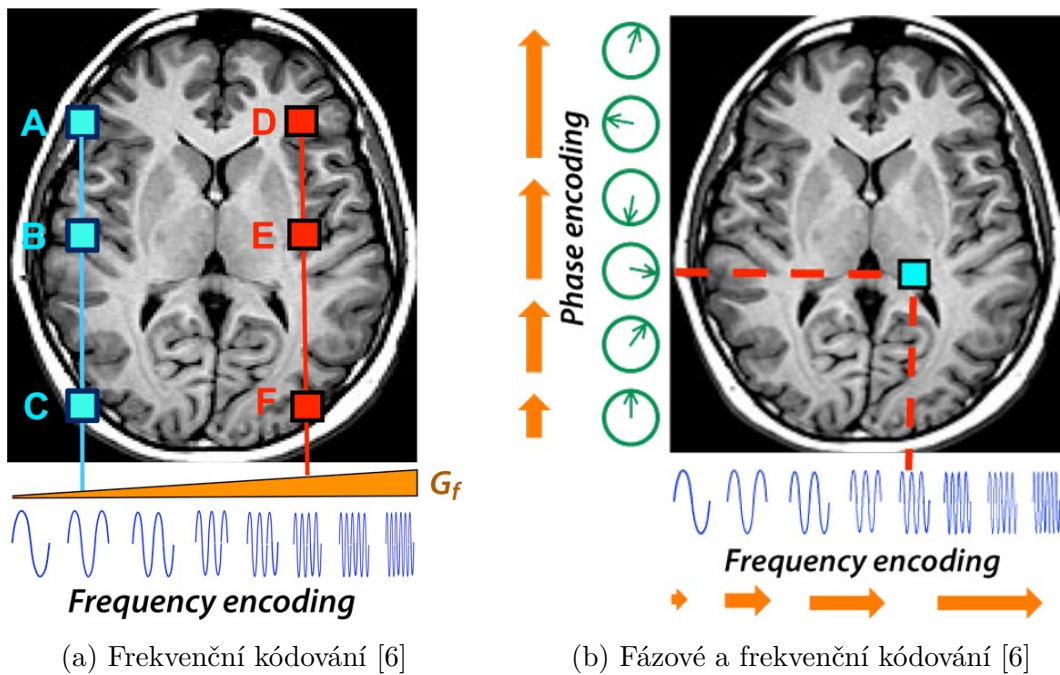 A
B
C
D
E
F
G_f
Frequency encoding
(a) Frekvenční kódování [6]
Phase encoding
Frequency encoding
(b) Fázové a frekvenční kódování [6]